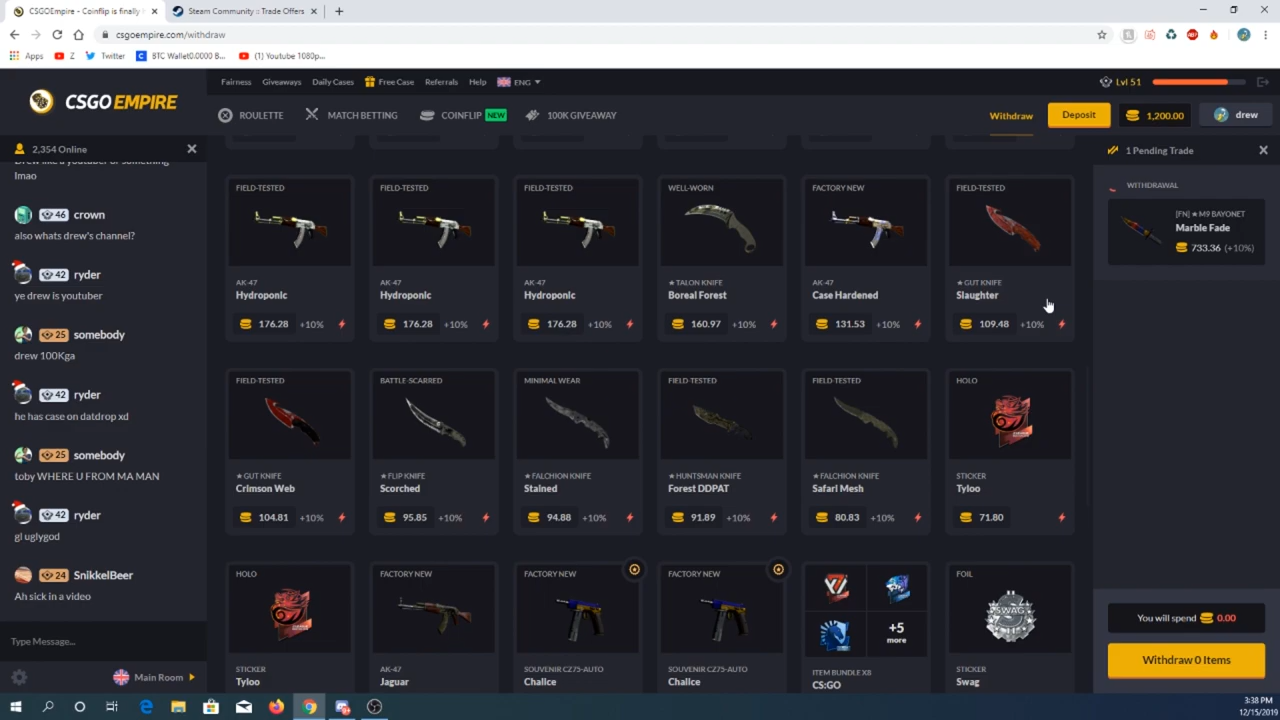 CSGOEmpire - Coinflip is finally
Steam Community :: Trade Offers
csgoempire.com/withdraw
Apps
Z
Twitter
BTC Wallet0.0000 B...
(1) Youtube 1080p...
CSGOEMPIRE
Fairness
Giveaways
Daily Cases
Free Case
Referrals
Help
ENG
Lvl 51
ROULETTE
MATCH BETTING
COINFLIP NEW
100K GIVEAWAY
Withdraw
Deposit
1,200.00
drew
2,354 Online
Drew like a youtuber or something
lmao
46 crown
also whats drew's channel?
42 ryder
ye drew is youtuber
25 somebody
drew 100Kga
42 ryder
he has case on datdrop xd
25 somebody
toby WHERE U FROM MA MAN
42 ryder
gl uglygod
24 SnikkelBeer
Ah sick in a video
Type Message...
Main Room
FIELD-TESTED
AK-47
Hydroponic
176.28 +10%
FIELD-TESTED
AK-47
Hydroponic
176.28 +10%
FIELD-TESTED
AK-47
Hydroponic
176.28 +10%
WELL-WORN
★ TALON KNIFE
Boreal Forest
160.97 +10%
FACTORY NEW
AK-47
Case Hardened
131.53 +10%
FIELD-TESTED
★ GUT KNIFE
Slaughter
109.48 +10%
FIELD-TESTED
★ GUT KNIFE
Crimson Web
104.81 +10%
BATTLE-SCARRED
★ FLIP KNIFE
Scorched
95.85 +10%
MINIMAL WEAR
★ FALCHION KNIFE
Stained
94.88 +10%
FIELD-TESTED
★ HUNTSMAN KNIFE
Forest DDPAT
91.89 +10%
FIELD-TESTED
★ FALCHION KNIFE
Safari Mesh
80.83 +10%
HOLO
STICKER
Tyloo
71.80
HOLO
STICKER
Tyloo
FACTORY NEW
AK-47
Jaguar
FACTORY NEW
SOUVENIR CZ75-AUTO
Chalice
FACTORY NEW
SOUVENIR CZ75-AUTO
Chalice
+5
more
ITEM BUNDLE X8
CS:GO
FOIL
SWAG
STICKER
Swag
1 Pending Trade
WITHDRAWAL
[FN] ★ M9 BAYONET
Marble Fade
733.36 (+10%)
You will spend 0.00
Withdraw 0 Items
3:38 PM
12/15/2019